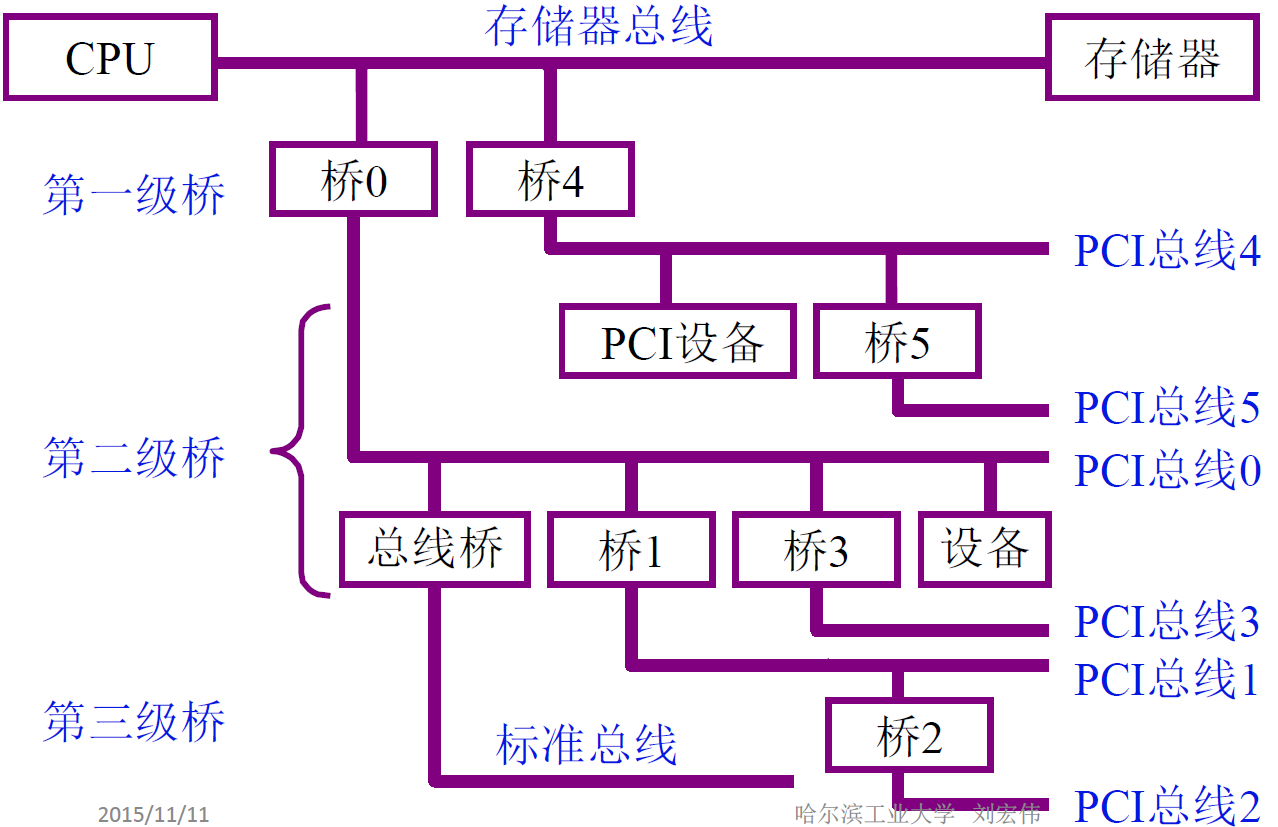 存储器总线
CPU
存储器
第一级桥
桥0
桥4
PCI总线4
PCI设备
桥5
PCI总线5
第二级桥
PCI总线0
总线桥
桥1
桥3
设备
PCI总线3
PCI总线1
第三级桥
标准总线
桥2
PCI总线2
2015/11/11
哈尔滨工业大学 刘宏伟